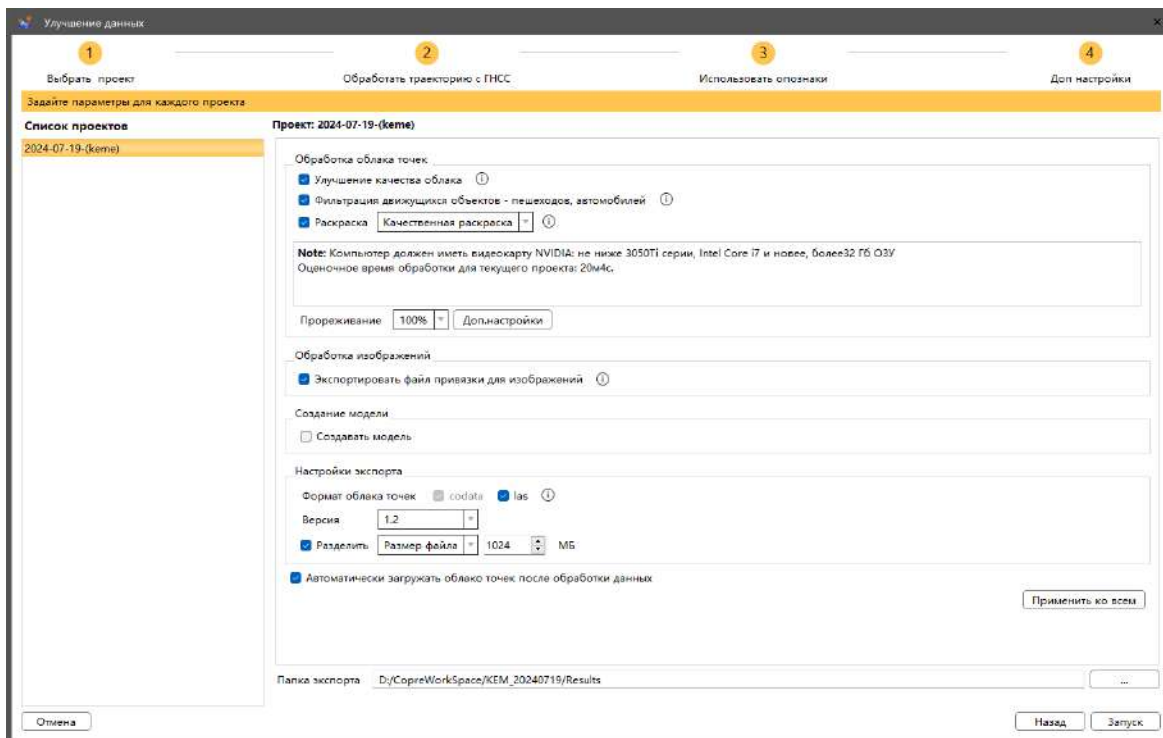 Улучшение данных
1 2 3 4
Выбрать проект Обработать траекторию с ГНСС Использовать опознаки Доп настройки
Задайте параметры для каждого проекта
Список проектов
2024-07-19-(keme)
Проект: 2024-07-19-(keme)
Обработка облака точек
Улучшение качества облака
Фильтрация движущихся объектов - пешеходов, автомобилей
Раскраска Качественная раскраска
Note: Компьютер должен иметь видеокарту NVIDIA: не ниже 3050Ti серии, Intel Core i7 и новее, более32 Гб ОЗУ
Оценочное время обработки для текущего проекта: 20м4с.
Прореживание 100% Доп.настройки
Обработка изображений
Экспортировать файл привязки для изображений
Создание модели
Создавать модель
Настройки экспорта
Формат облака точек codata las
Версия 1.2
Разделить Размер файла 1024 МБ
Автоматически загружать облако точек после обработки данных
Применить ко всем
Папка экспорта D:/CopreWorkSpace/KEM_20240719/Results ...
Отмена Назад Запуск